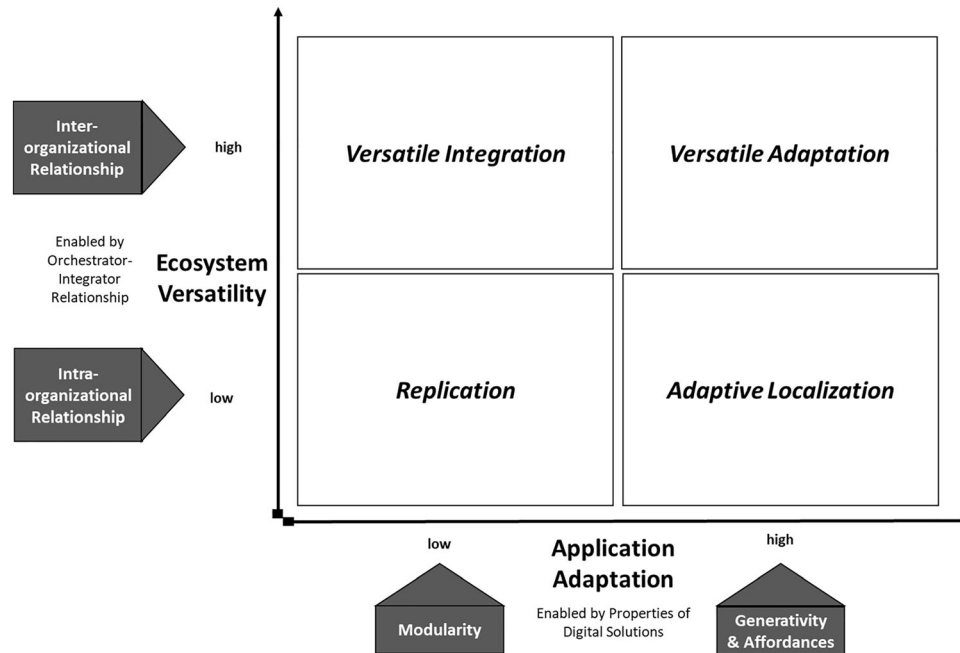 Inter-
organizational
Relationship
high
Versatile Integration
Versatile Adaptation
Enabled by
Orchestrator-
Integrator
Relationship
Ecosystem
Versatility
Intra-
organizational
Relationship
low
Replication
Adaptive Localization
low
Application
Adaptation
high
Modularity
Enabled by Properties of
Digital Solutions
Generativity
& Affordances